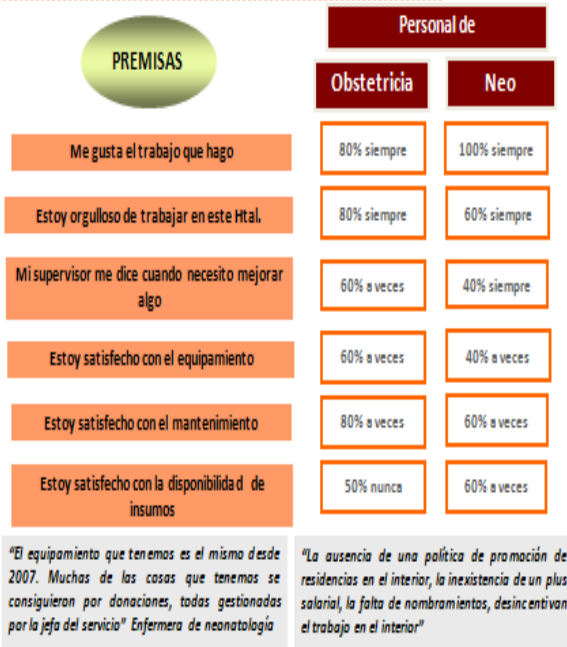 Personal de
PREMISAS
Obstetricia
Neo
Me gusta el trabajo que hago
80% siempre
100% siempre
Estoy orgulloso de trabajar en este Htal.
80% siempre
60% siempre
Mi supervisor me dice cuando necesito mejorar
algo
60% a veces
40% siempre
Estoy satisfecho con el equipamiento
60% a veces
40% a veces
Estoy satisfecho con el mantenimiento
80% a veces
60% a veces
Estoy satisfecho con la disponibilidad de
insumos
50% nunca
60% a veces
"El equipamiento que tenemos es el mismo desde
2007. Muchas de las cosas que tenemos se
consiguieron por donaciones, todas gestionadas
por la jefa del servicio" Enfermera de neonatología
"La ausencia de una política de promoción de
residencias en el interior, la inexistencia de un plus
salarial, la falta de nombramientos, desincentivan
el trabajo en el interior"